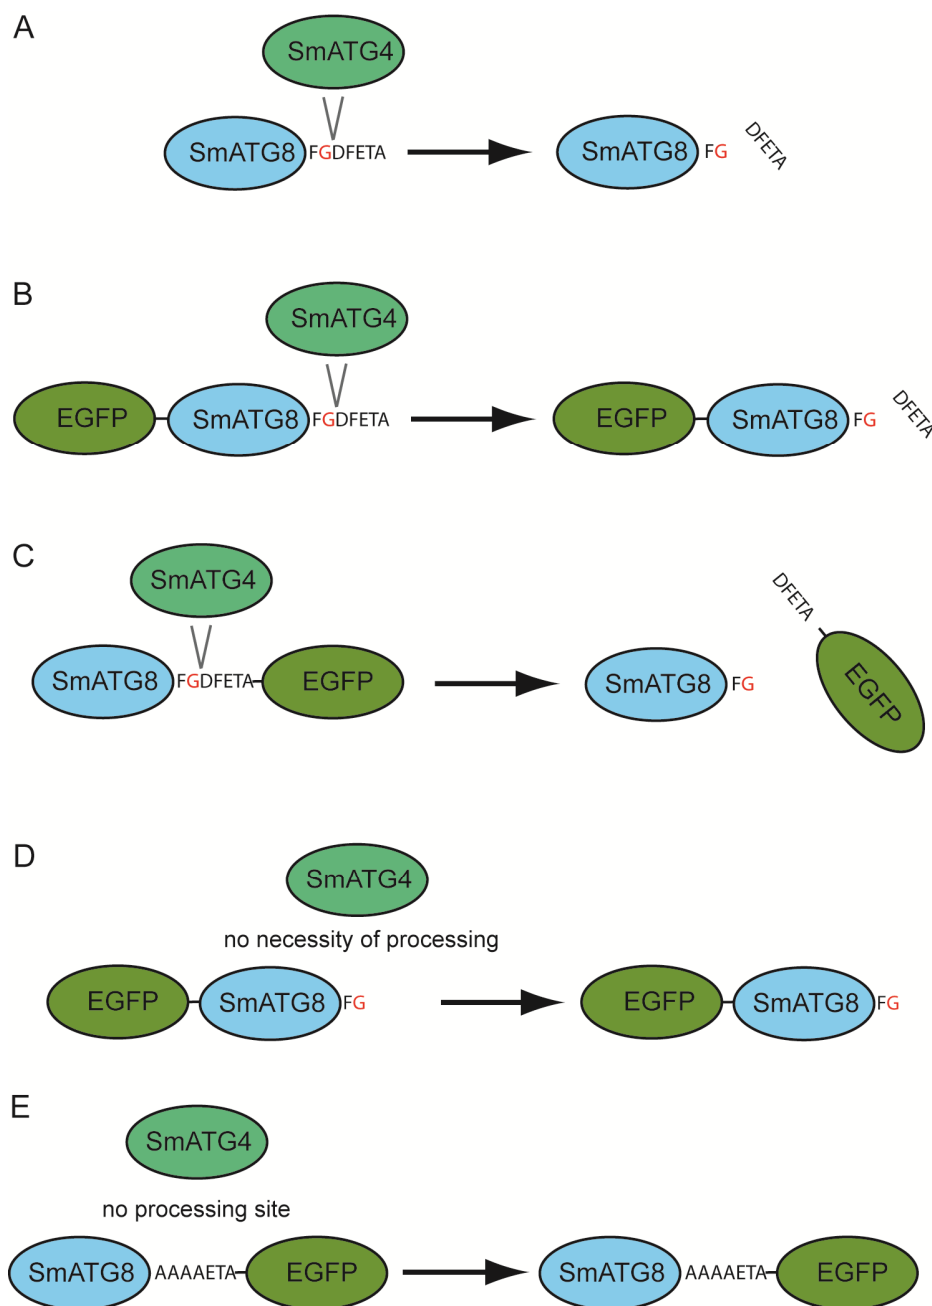 A
SmATG4
SmATG8 FGDFETA SmATG8 FG DFETA
B
SmATG4
EGFP SmATG8 FGDFETA EGFP SmATG8 FG DFETA
C
SmATG4
SmATG8 FGDFETA EGFP SmATG8 FG DFETA EGFP
D
SmATG4
no necessity of processing
EGFP SmATG8 FG EGFP SmATG8 FG
E
SmATG4
no processing site
SmATG8 AAAAETA EGFP SmATG8 AAAAETA EGFP